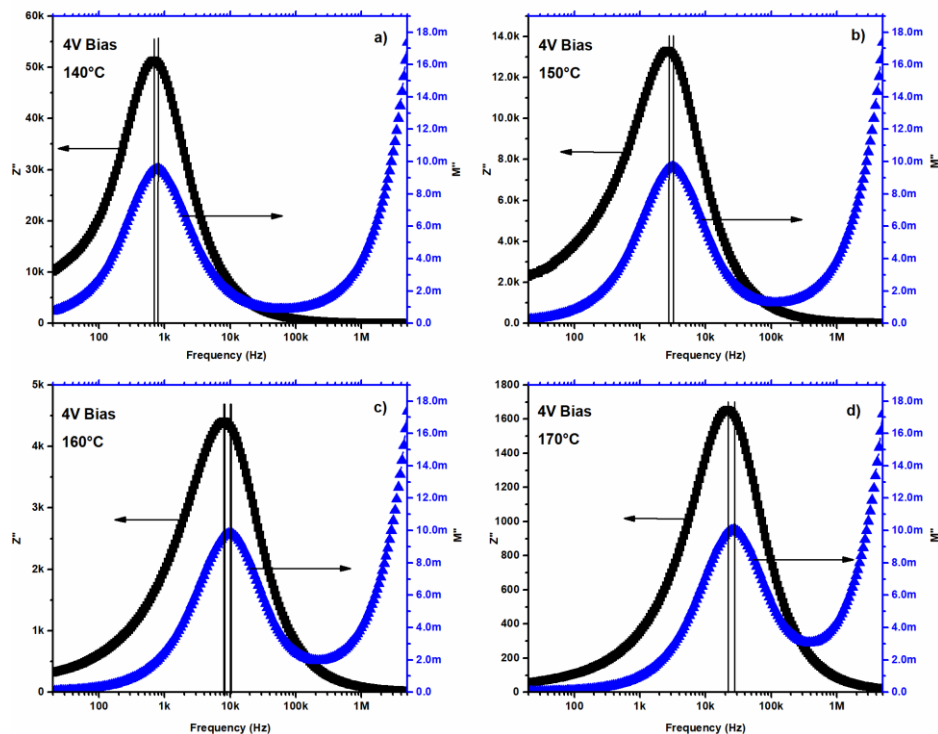 60k
50k
40k
30k
20k
10k
0
Z''
4V Bias
140°C
a)
18.0m
16.0m
14.0m
12.0m
10.0m
8.0m
6.0m
4.0m
2.0m
0.0
M''
100 1k 10k 100k 1M
Frequency (Hz)
14.0k
12.0k
10.0k
8.0k
6.0k
4.0k
2.0k
0.0
Z''
4V Bias
150°C
b)
18.0m
16.0m
14.0m
12.0m
10.0m
8.0m
6.0m
4.0m
2.0m
0.0
M''
100 1k 10k 100k 1M
Frequency (Hz)
5k
4k
3k
2k
1k
0
Z''
4V Bias
160°C
c)
18.0m
16.0m
14.0m
12.0m
10.0m
8.0m
6.0m
4.0m
2.0m
0.0
M''
100 1k 10k 100k 1M
Frequency (Hz)
1800
1600
1400
1200
1000
800
600
400
200
0
Z''
4V Bias
170°C
d)
18.0m
16.0m
14.0m
12.0m
10.0m
8.0m
6.0m
4.0m
2.0m
0.0
M''
100 1k 10k 100k 1M
Frequency (Hz)